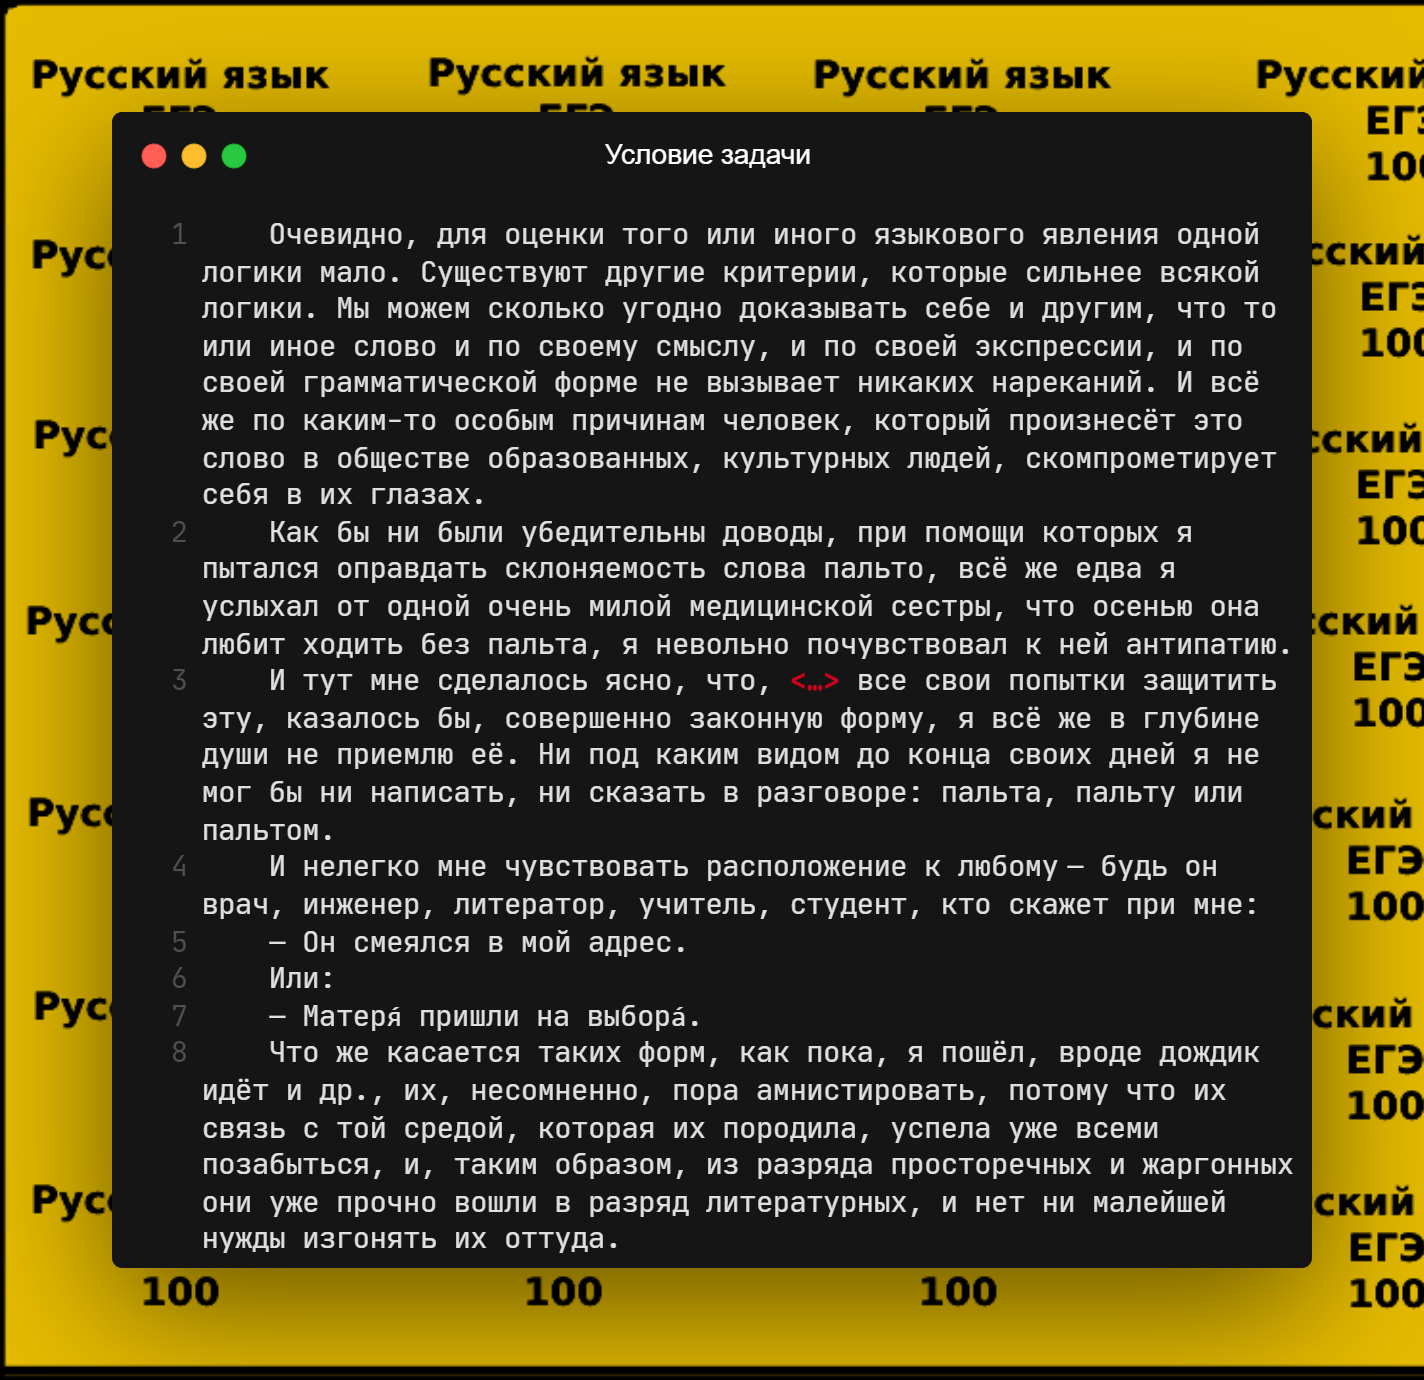 Русский язык Русский язык Русский язык Русский
ЕГЭ
100
Условие задачи
1 Очевидно, для оценки того или иного языкового явления одной
логики мало. Существуют другие критерии, которые сильнее всякой
логики. Мы можем сколько угодно доказывать себе и другим, что то
или иное слово и по своему смыслу, и по своей экспрессии, и по
своей грамматической форме не вызывает никаких нареканий. И всё
же по каким-то особым причинам человек, который произнесёт это
слово в обществе образованных, культурных людей, скомпрометирует
себя в их глазах.
2 Как бы ни были убедительны доводы, при помощи которых я
пытался оправдать склоняемость слова пальто, всё же едва я
услыхал от одной очень милой медицинской сестры, что осенью она
любит ходить без пальта, я невольно почувствовал к ней антипатию.
3 И тут мне сделалось ясно, что, <…> все свои попытки защитить
эту, казалось бы, совершенно законную форму, я всё же в глубине
души не приемлю её. Ни под каким видом до конца своих дней я не
мог бы ни написать, ни сказать в разговоре: пальта, пальту или
пальтом.
4 И нелегко мне чувствовать расположение к любому — будь он
врач, инженер, литератор, учитель, студент, кто скажет при мне:
5 — Он смеялся в мой адрес.
6 Или:
7 — Матеря́ пришли на выбора́.
8 Что же касается таких форм, как пока, я пошёл, вроде дождик
идёт и др., их, несомненно, пора амнистировать, потому что их
связь с той средой, которая их породила, успела уже всеми
позабыться, и, таким образом, из разряда просторечных и жаргонных
они уже прочно вошли в разряд литературных, и нет ни малейшей
нужды изгонять их оттуда.
100 100 100